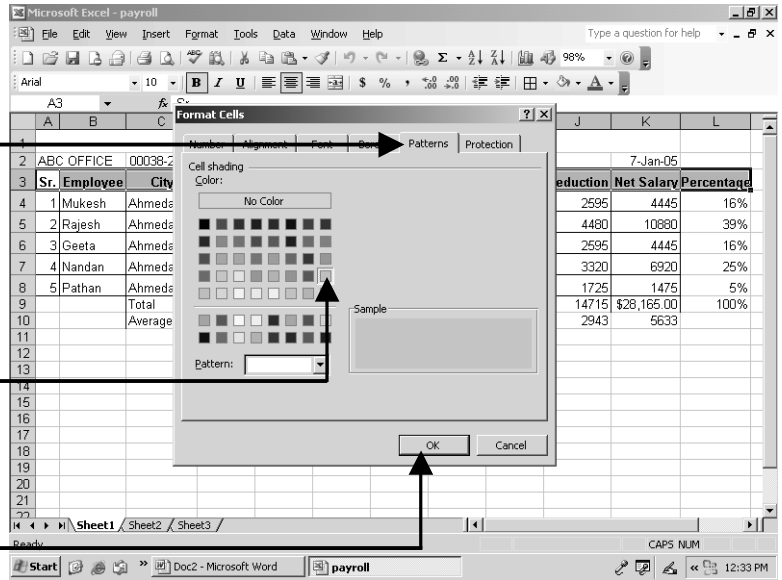 Microsoft Excel - payroll
File Edit View Insert Format Tools Data Window Help Type a question for help
98%
Arial 10 B I U $ % , A
A3 fx Sr.
A B C J K L
1
2 ABC OFFICE 00038-2 7-Jan-05
3 Sr. Employee City eduction Net Salary Percentage
4 1 Mukesh Ahmeda 2595 4445 16%
5 2 Rajesh Ahmeda 4480 10880 39%
6 3 Geeta Ahmeda 2595 4445 16%
7 4 Nandan Ahmeda 3320 6920 25%
8 5 Pathan Ahmeda 1725 1475 5%
9 Total 14715 $28,165.00 100%
10 Average 2943 5633
11
12
13
14
15
16
17
18
19
20
21
22
Format Cells
Number Alignment Font Border Patterns Protection
Cell shading
Color:
No Color
Sample
Pattern:
OK Cancel
Sheet1 Sheet2 Sheet3
Ready CAPS NUM
Start Doc2 - Microsoft Word payroll 12:33 PM